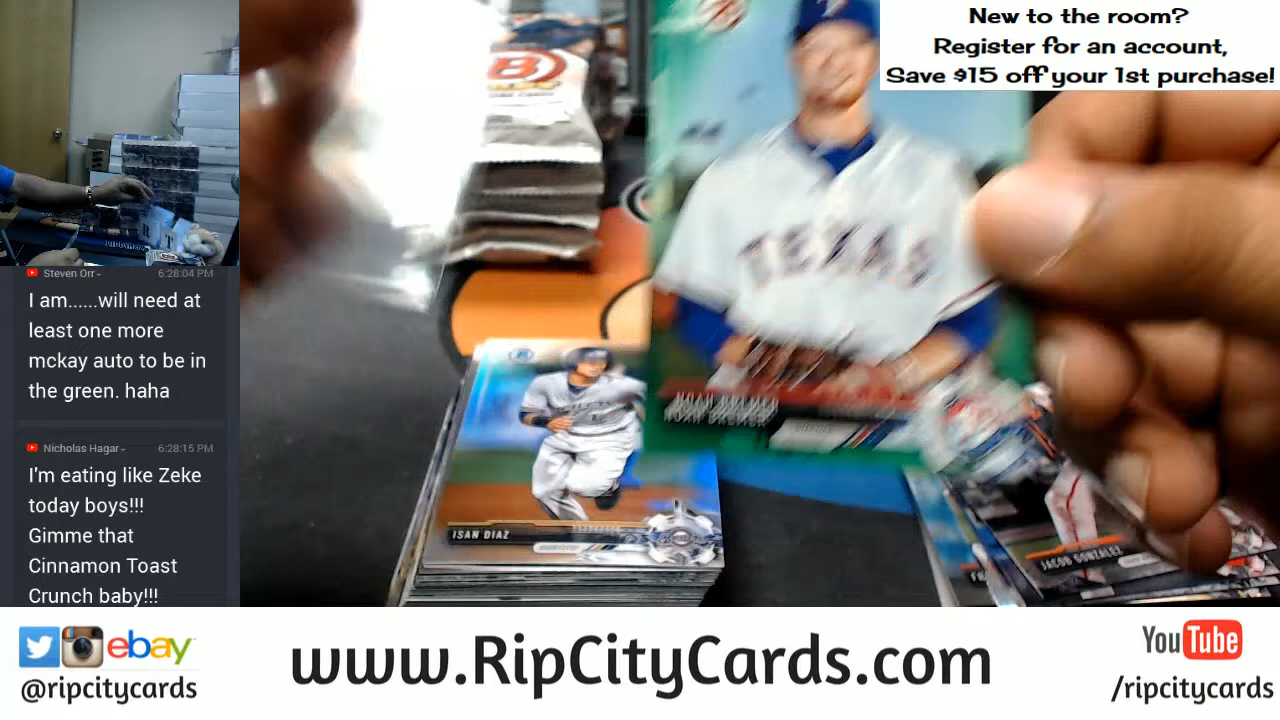 New to the room?
Register for an account,
Save $15 off your 1st purchase!
Steven Orr
6:28:04 PM
I am......will need at
least one more
mckay auto to be in
the green. haha
Nicholas Hagar
6:28:15 PM
I'm eating like Zeke
today boys!!!
Gimme that
Cinnamon Toast
Crunch baby!!!
TEXAS
ISAN DIAZ
JACOB GONZALEZ
ebay
@ripcitycards
www.RipCityCards.com
YouTube
/ripcitycards